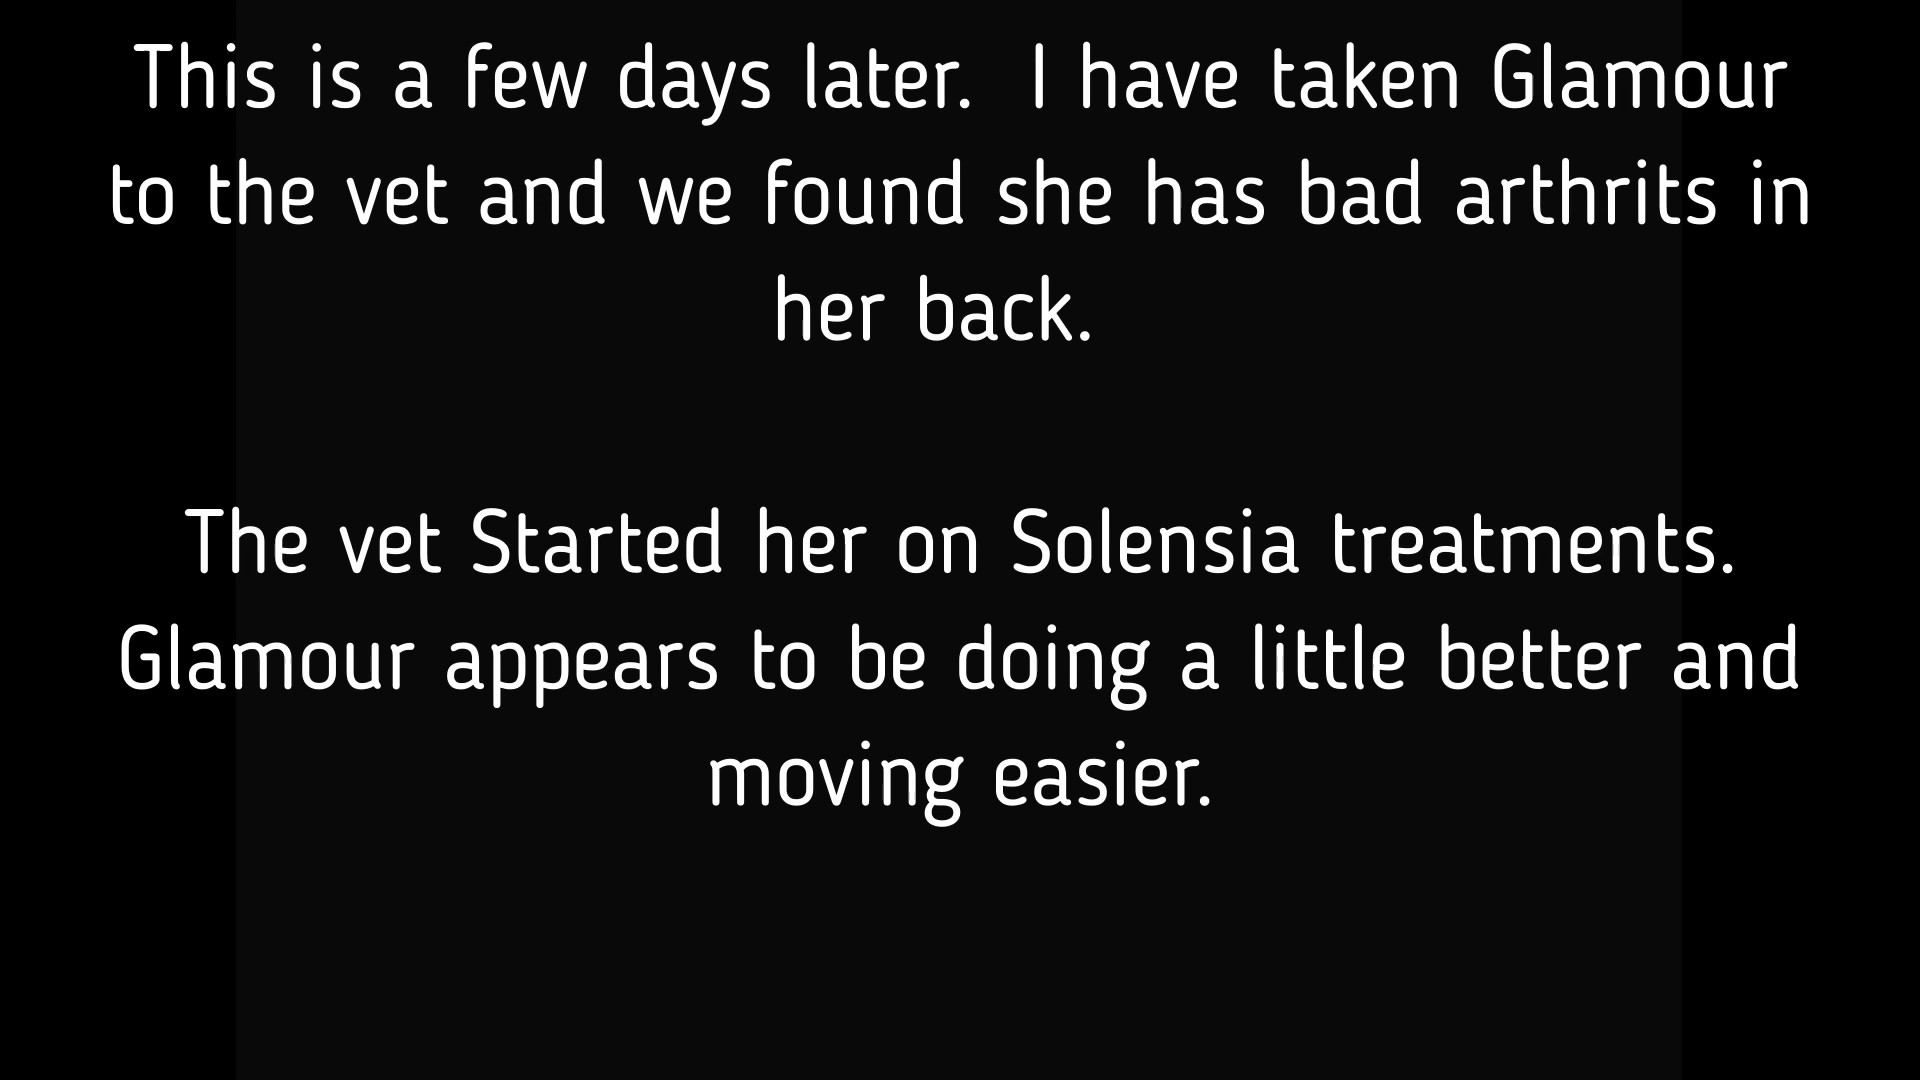 This is a few days later.  I have taken Glamour
to the vet and we found she has bad arthrits in
her back.
The vet Started her on Solensia treatments.
Glamour appears to be doing a little better and
moving easier.